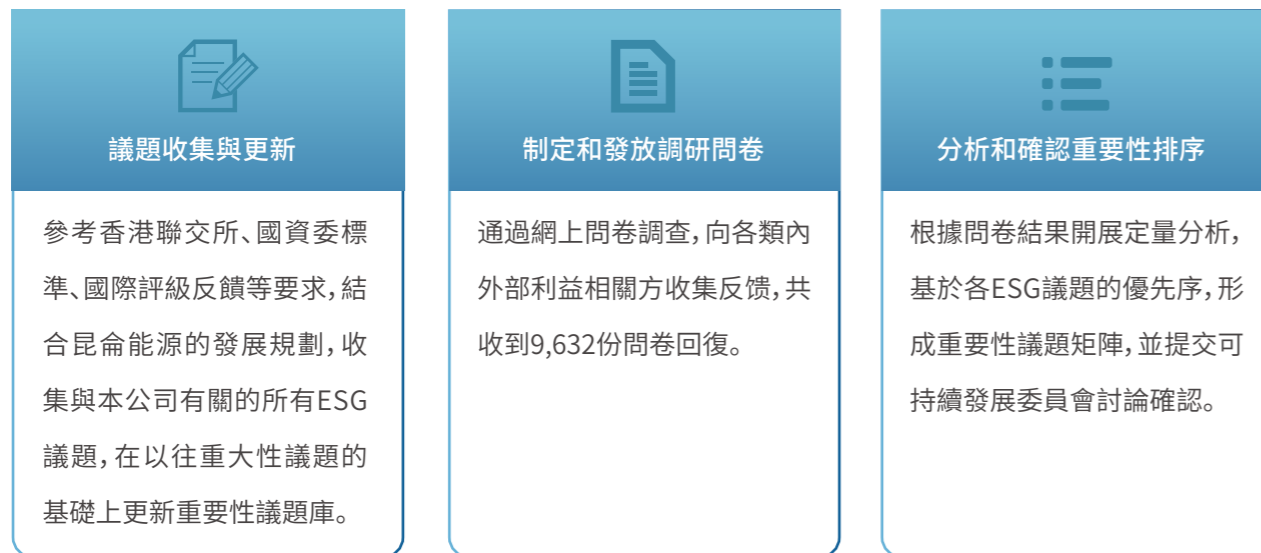 議題收集與更新
參考香港聯交所、國資委標
準、國際評級反饋等要求，結
合昆侖能源的發展規劃，收
集與本公司有關的所有ESG
議題，在以往重大性議題的
基礎上更新重要性議題庫。
制定和發放調研問卷
通過網上問卷調查，向各類內
外部利益相關方收集反馈，共
收到9,632份問卷回復。
分析和確認重要性排序
根據問卷結果開展定量分析，
基於各ESG議題的優先序，形
成重要性議題矩陣，並提交可
持續發展委員會討論確認。